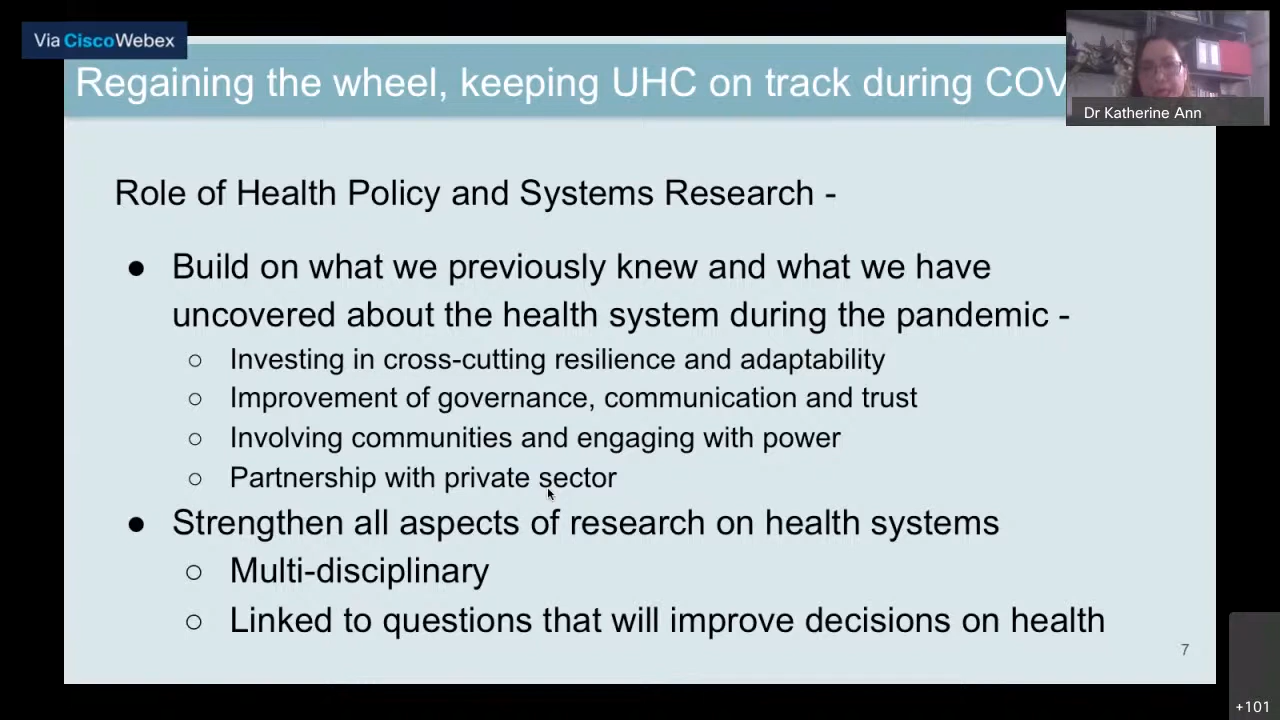 Via CiscoWebex
Regaining the wheel, keeping UHC on track during COV
Dr Katherine Ann
Role of Health Policy and Systems Research -
● Build on what we previously knew and what we have
uncovered about the health system during the pandemic -
○ Investing in cross-cutting resilience and adaptability
○ Improvement of governance, communication and trust
○ Involving communities and engaging with power
○ Partnership with private sector
● Strengthen all aspects of research on health systems
○ Multi-disciplinary
○ Linked to questions that will improve decisions on health
7
+101